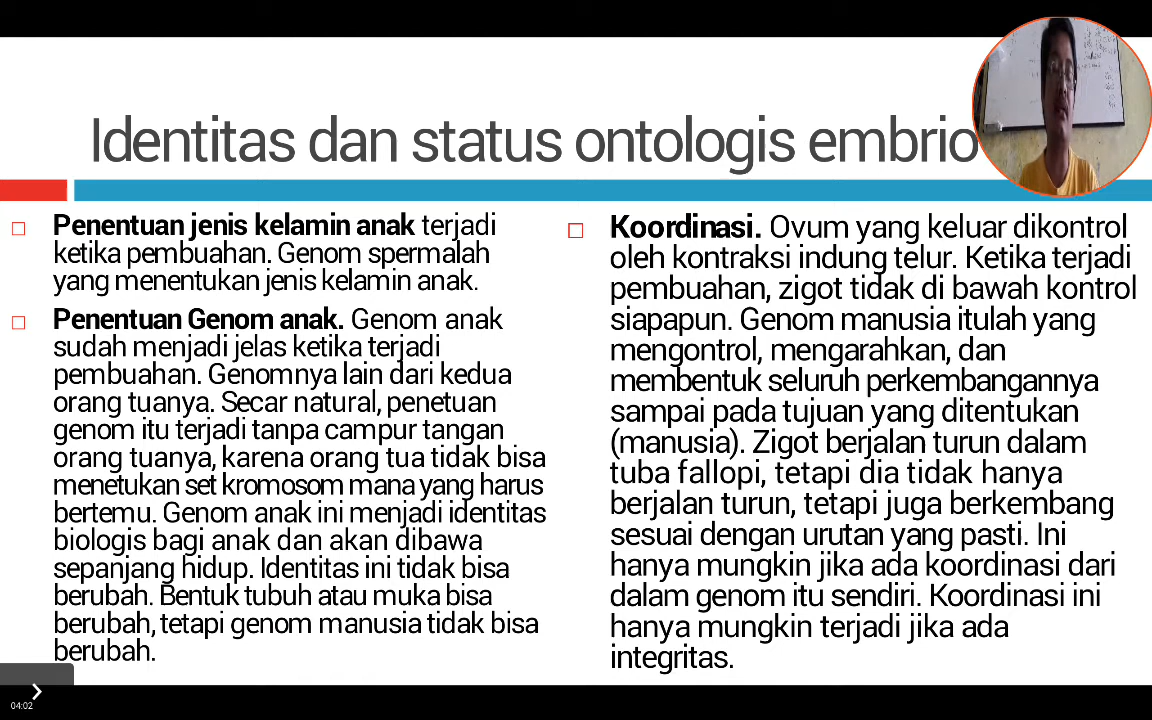 Identitas dan status ontologis embrio
Penentuan jenis kelamin anak terjadi
ketika pembuahan. Genom spermalah
yang menentukan jenis kelamin anak.
Penentuan Genom anak. Genom anak
sudah menjadi jelas ketika terjadi
pembuahan. Genomnya lain dari kedua
orang tuanya. Secar natural, penetuan
genom itu terjadi tanpa campur tangan
orang tuanya, karena orang tua tidak bisa
menetukan set kromosom mana yang harus
bertemu. Genom anak ini menjadi identitas
biologis bagi anak dan akan dibawa
sepanjang hidup. Identitas ini tidak bisa
berubah. Bentuk tubuh atau muka bisa
berubah, tetapi genom manusia tidak bisa
berubah.
Koordinasi. Ovum yang keluar dikontrol
oleh kontraksi indung telur. Ketika terjadi
pembuahan, zigot tidak di bawah kontrol
siapapun. Genom manusia itulah yang
mengontrol, mengarahkan, dan
membentuk seluruh perkembangannya
sampai pada tujuan yang ditentukan
(manusia). Zigot berjalan turun dalam
tuba fallopi, tetapi dia tidak hanya
berjalan turun, tetapi juga berkembang
sesuai dengan urutan yang pasti. Ini
hanya mungkin jika ada koordinasi dari
dalam genom itu sendiri. Koordinasi ini
hanya mungkin terjadi jika ada
integritas.
04:02